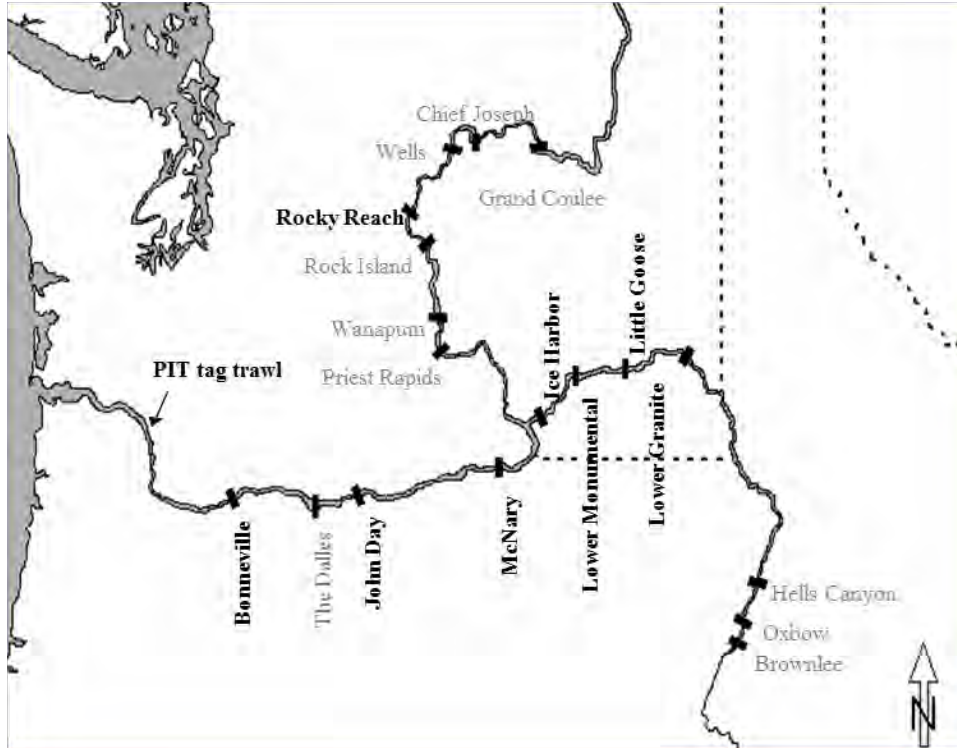 Chief Joseph
Wells
Grand Coulee
Rocky Reach
Rock Island
Wanapum
Priest Rapids
PIT tag trawl
Ice Harbor
Little Goose
Bonneville
The Dalles
John Day
McNary
Lower Monumental
Lower Granite
Hells Canyon
Oxbow
Brownlee
N